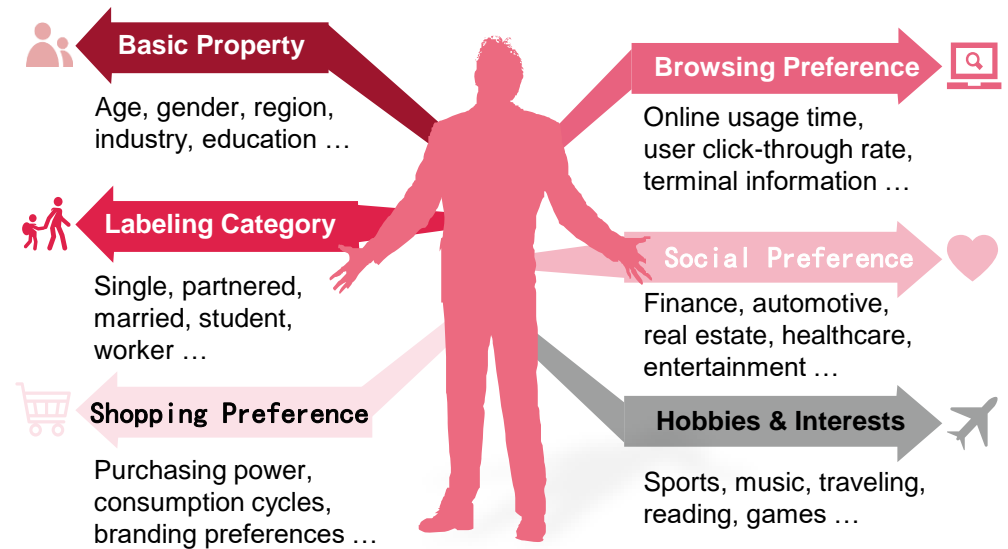 Basic Property
Age, gender, region,
industry, education …
Labeling Category
Single, partnered,
married, student,
worker …
Shopping Preference
Purchasing power,
consumption cycles,
branding preferences …
Browsing Preference
Online usage time,
user click-through rate,
terminal information …
Social Preference
Finance, automotive,
real estate, healthcare,
entertainment …
Hobbies & Interests
Sports, music, traveling,
reading, games …